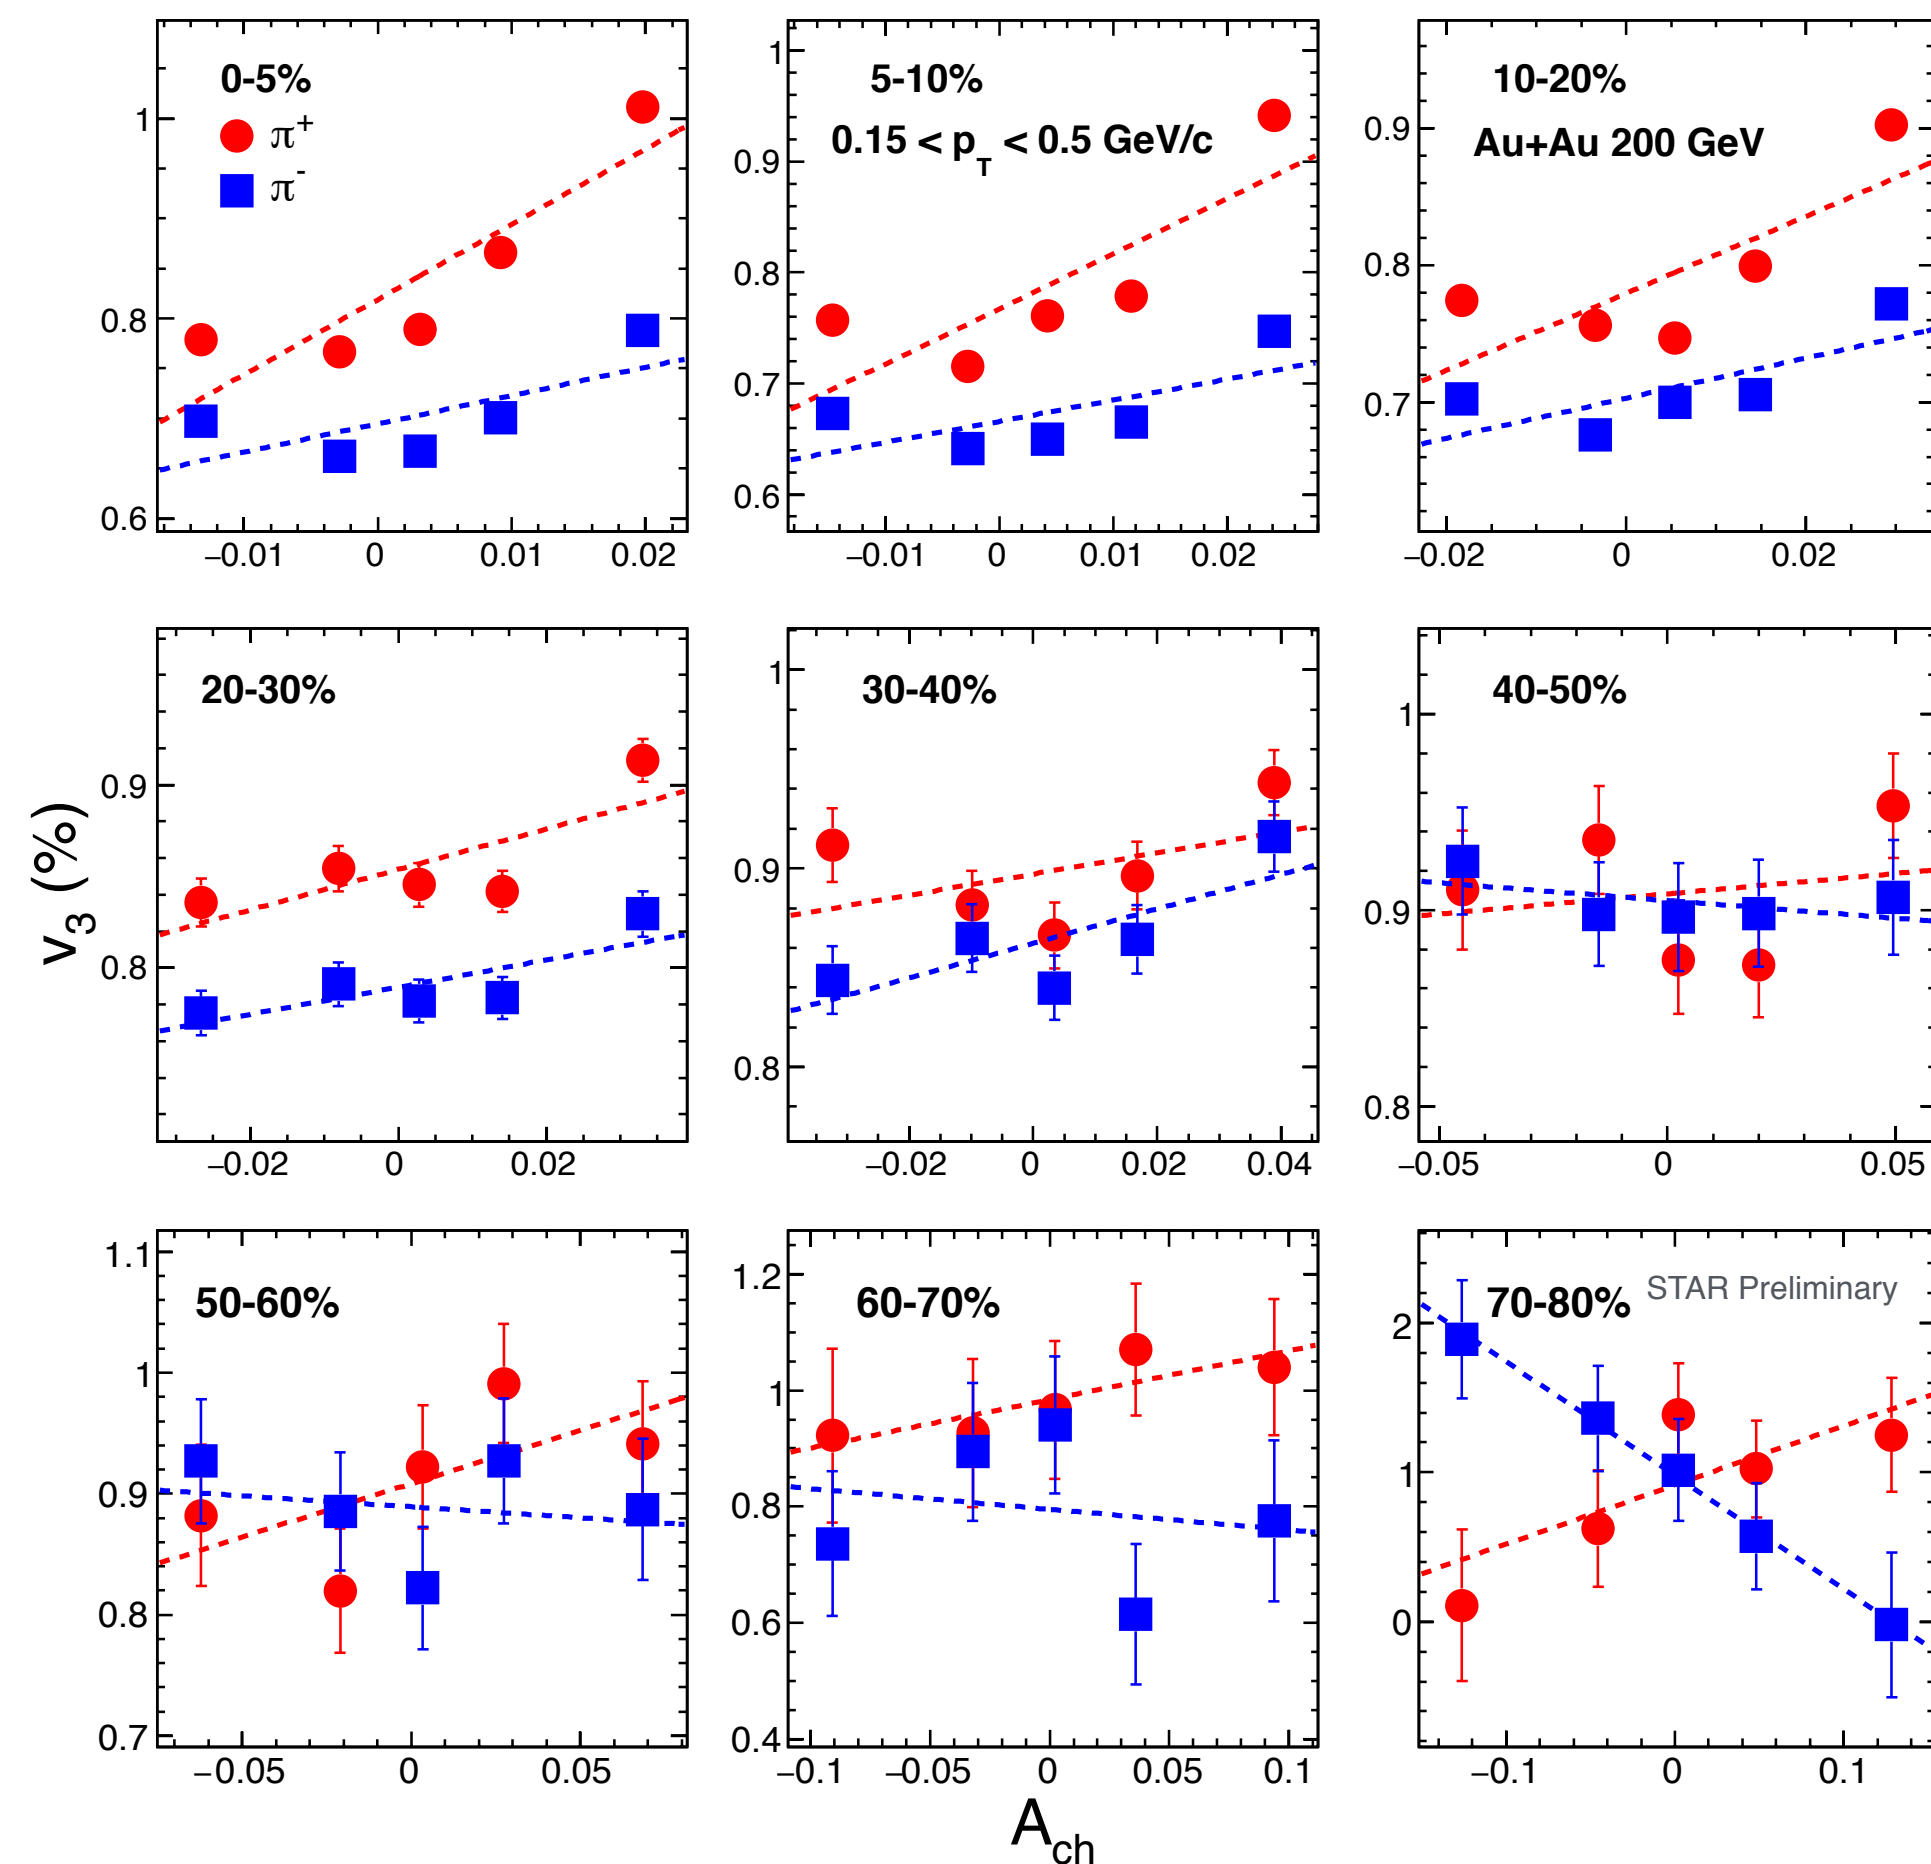 0-5%
π+
π-
1
0.8
0.6
−0.01 0 0.01 0.02
5-10%
0.15 < pT < 0.5 GeV/c
1
0.9
0.8
0.7
0.6
−0.01 0 0.01 0.02
10-20%
Au+Au 200 GeV
0.9
0.8
0.7
−0.02 0 0.02
v3 (%)
20-30%
0.9
0.8
−0.02 0 0.02
30-40%
1
0.9
0.8
−0.02 0 0.02 0.04
40-50%
1
0.9
0.8
−0.05 0 0.05
50-60%
1.1
1
0.9
0.8
0.7
−0.05 0 0.05
60-70%
1.2
1
0.8
0.6
0.4
−0.1 −0.05 0 0.05 0.1
70-80% STAR Preliminary
2
1
0
−0.1 0 0.1
Ach